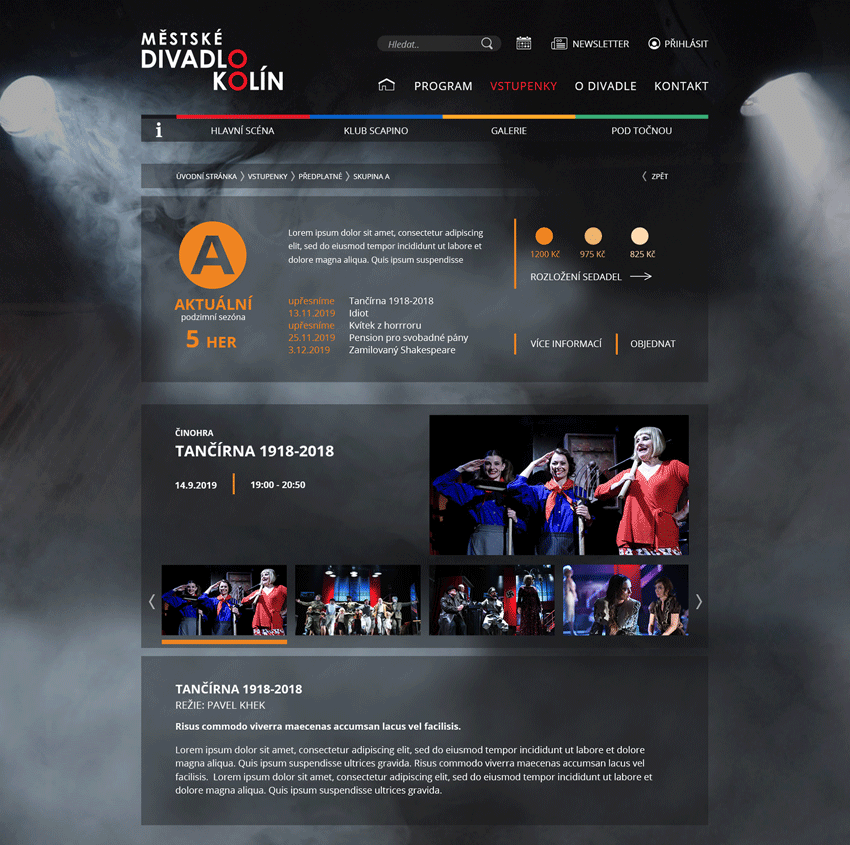 MĚSTSKÉ
DIVADLO
KOLÍN
Hledat..
NEWSLETTER
PŘIHLÁSIT
PROGRAM VSTUPENKY O DIVADLE KONTAKT
i HLAVNÍ SCÉNA KLUB SCAPINO GALERIE POD TOČNOU
ÚVODNÍ STRÁNKA 〉 VSTUPENKY 〉 PŘEDPLATNÉ 〉 SKUPINA A
〈 ZPĚT
A
AKTUÁLNÍ
podzimní sezóna
5 HER
Lorem ipsum dolor sit amet, consectetur adipiscing
elit, sed do eiusmod tempor incididunt ut labore et
dolore magna aliqua. Quis ipsum suspendisse
upřesníme Tančírna 1918-2018
13.11.2019 Idiot
upřesníme Kvítek z horrroru
25.11.2019 Pension pro svobadné pány
3.12.2019 Zamilovaný Shakespeare
1200 Kč 975 Kč 825 Kč
ROZLOŽENÍ SEDADEL
VÍCE INFORMACÍ OBJEDNAT
ČINOHRA
TANČÍRNA 1918-2018
14.9.2019 19:00 - 20:50
TANČÍRNA 1918-2018
REŽIE: PAVEL KHEK
Risus commodo viverra maecenas accumsan lacus vel facilisis.
Lorem ipsum dolor sit amet, consectetur adipiscing elit, sed do eiusmod tempor incididunt ut labore et dolore
magna aliqua. Quis ipsum suspendisse ultrices gravida. Risus commodo viverra maecenas accumsan lacus vel
facilisis. Lorem ipsum dolor sit amet, consectetur adipiscing elit, sed do eiusmod tempor incididunt ut labore et
dolore magna aliqua. Quis ipsum suspendisse ultrices gravida.